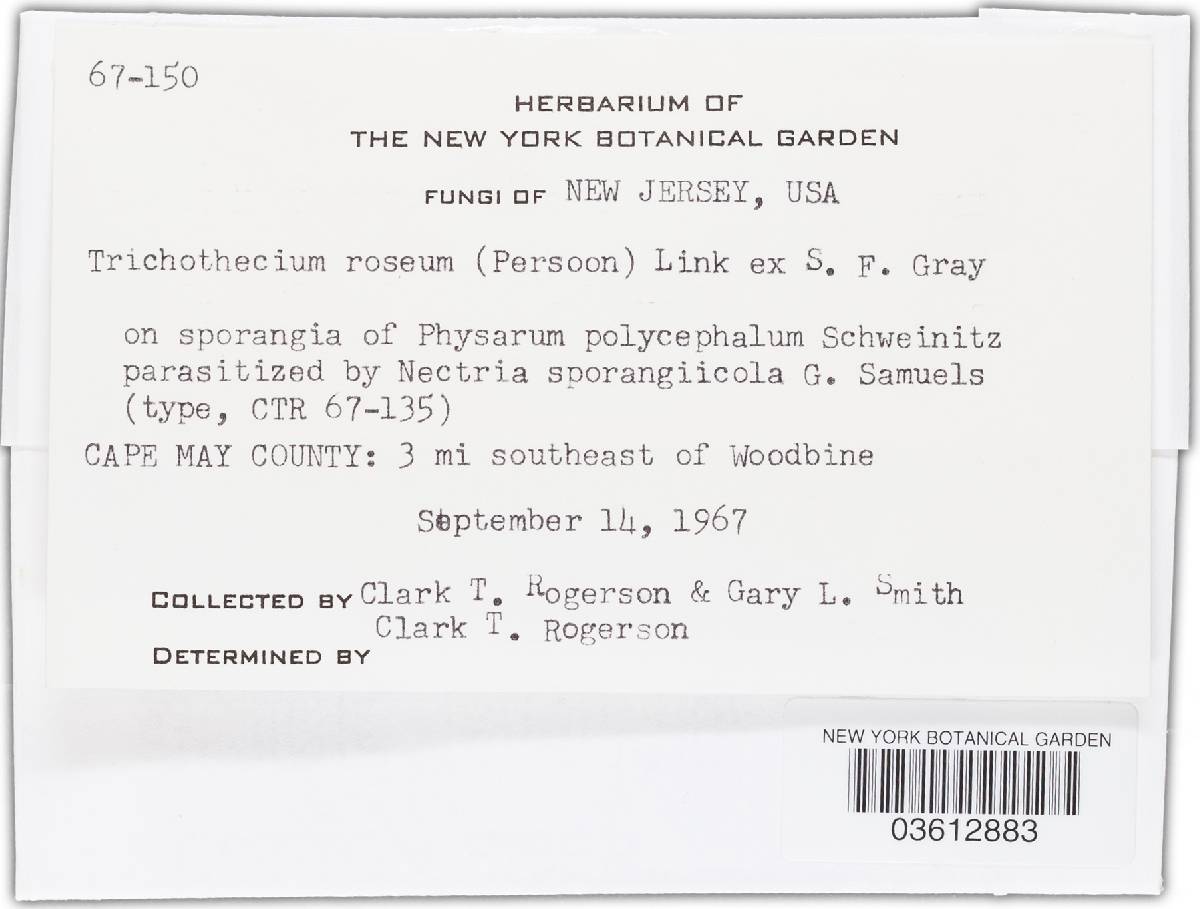 67-150
HERBARIUM OF
THE NEW YORK BOTANICAL GARDEN
FUNGI OF NEW JERSEY, USA
Trichothecium roseum (Persoon) Link ex S. F. Gray
on sporangia of Physarum polycephalum Schweinitz
parasitized by Nectria sporangiicola G. Samuels
(type, CTR 67-135)
CAPE MAY COUNTY: 3 mi southeast of Woodbine
September 14, 1967
COLLECTED BY Clark T. Rogerson & Gary L. Smith
Clark T. Rogerson
DETERMINED BY
NEW YORK BOTANICAL GARDEN
03612883